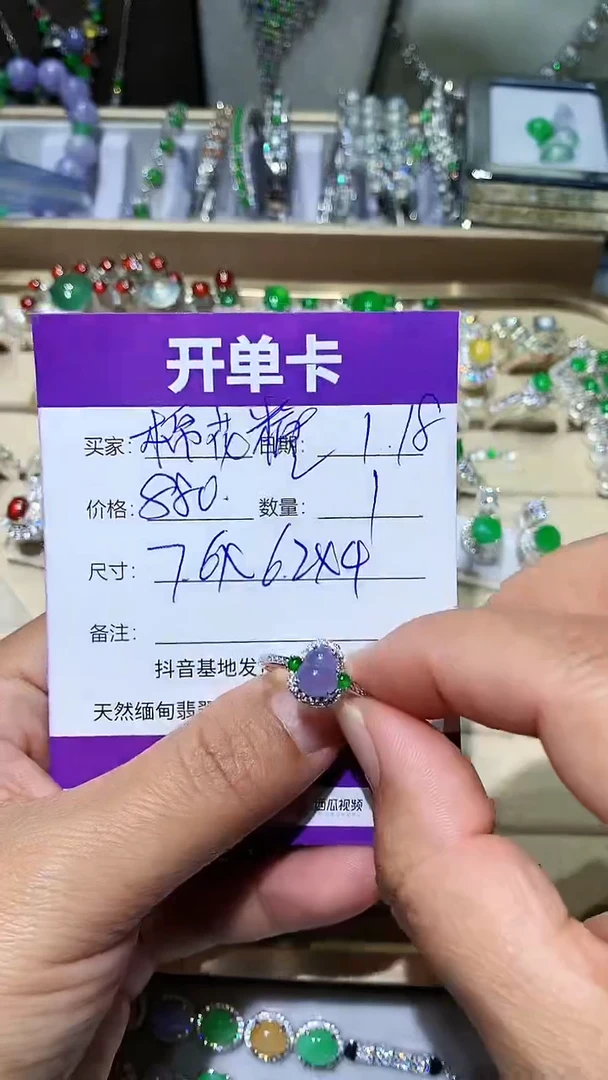 开单卡
买家: 棉花糖 日期: 1.18
价格: 880. 数量: 1
尺寸: 7.6x6.2x4
备注:
抖音基地发
天然缅甸翡翠
西瓜视频